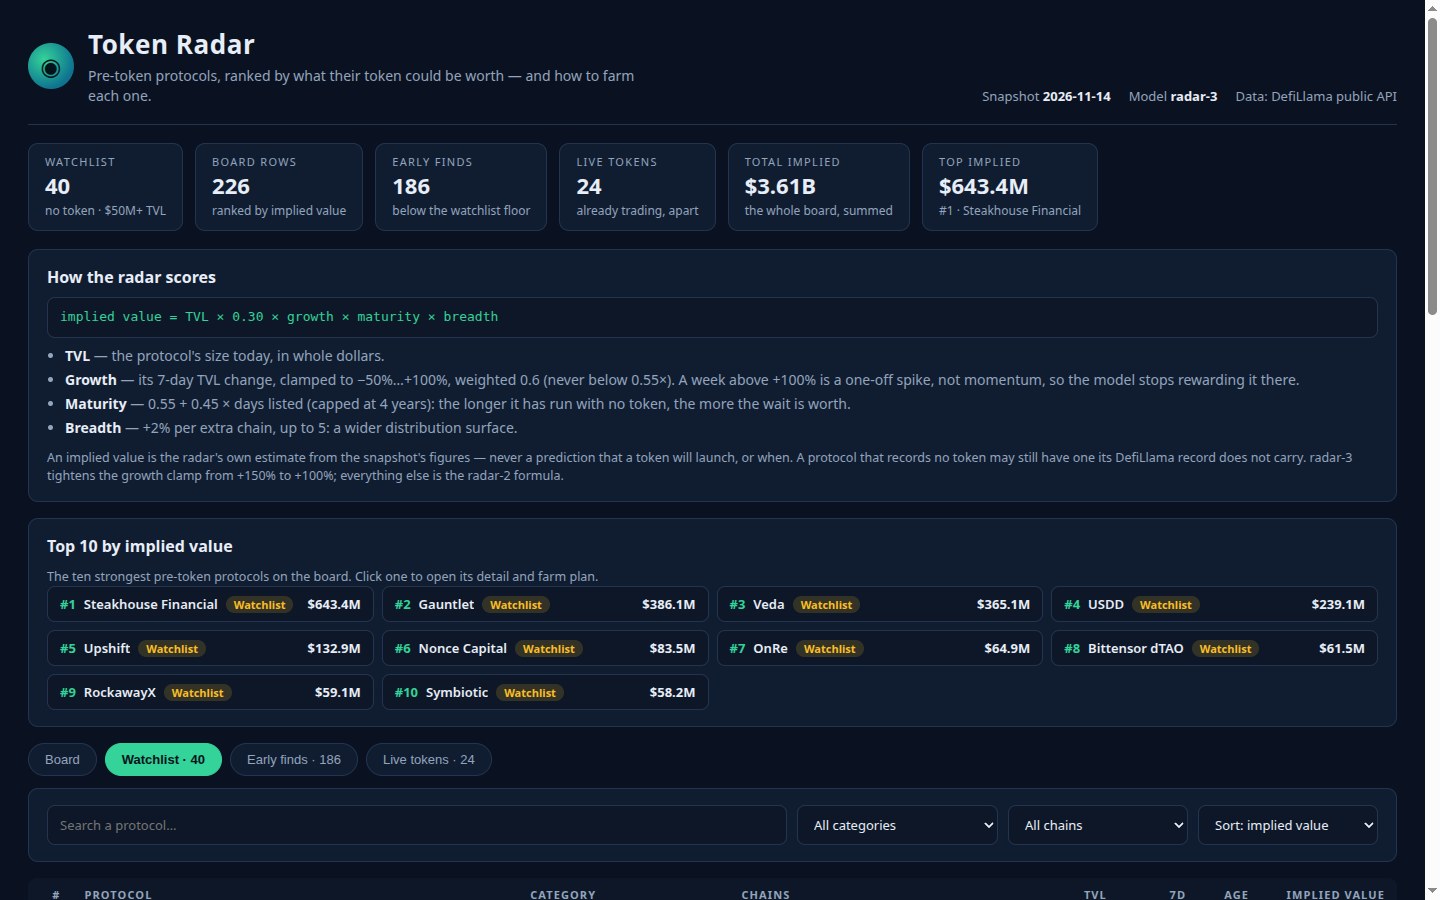 Token Radar
Pre-token protocols, ranked by what their token could be worth — and how to farm
each one.
Snapshot 2026-11-14 Model radar-3 Data: DefiLlama public API
WATCHLIST
40
no token · $50M+ TVL
BOARD ROWS
226
ranked by implied value
EARLY FINDS
186
below the watchlist floor
LIVE TOKENS
24
already trading, apart
TOTAL IMPLIED
$3.61B
the whole board, summed
TOP IMPLIED
$643.4M
#1 · Steakhouse Financial
How the radar scores
implied value = TVL × 0.30 × growth × maturity × breadth
• TVL — the protocol's size today, in whole dollars.
• Growth — its 7-day TVL change, clamped to −50%…+100%, weighted 0.6 (never below 0.55×). A week above +100% is a one-off spike, not momentum, so the model stops rewarding it there.
• Maturity — 0.55 + 0.45 × days listed (capped at 4 years): the longer it has run with no token, the more the wait is worth.
• Breadth — +2% per extra chain, up to 5: a wider distribution surface.
An implied value is the radar's own estimate from the snapshot's figures — never a prediction that a token will launch, or when. A protocol that records no token may still have one its DefiLlama record does not carry. radar-3
tightens the growth clamp from +150% to +100%; everything else is the radar-2 formula.
Top 10 by implied value
The ten strongest pre-token protocols on the board. Click one to open its detail and farm plan.
#1 Steakhouse Financial Watchlist $643.4M
#2 Gauntlet Watchlist $386.1M
#3 Veda Watchlist $365.1M
#4 USDD Watchlist $239.1M
#5 Upshift Watchlist $132.9M
#6 Nonce Capital Watchlist $83.5M
#7 OnRe Watchlist $64.9M
#8 Bittensor dTAO Watchlist $61.5M
#9 RockawayX Watchlist $59.1M
#10 Symbiotic Watchlist $58.2M
Board Watchlist · 40 Early finds · 186 Live tokens · 24
Search a protocol… All categories All chains Sort: implied value
# PROTOCOL CATEGORY CHAINS TVL 7D AGE IMPLIED VALUE